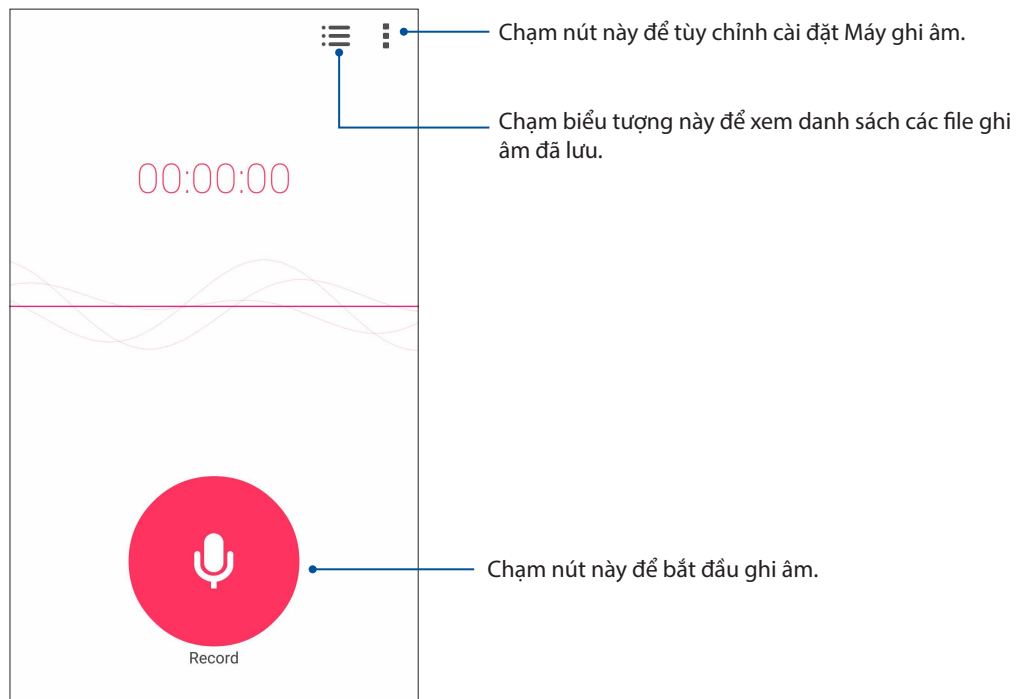 Chạm nút này để tùy chỉnh cài đặt Máy ghi âm.
Chạm biểu tượng này để xem danh sách các file ghi
âm đã lưu.
00:00:00
Chạm nút này để bắt đầu ghi âm.
Record